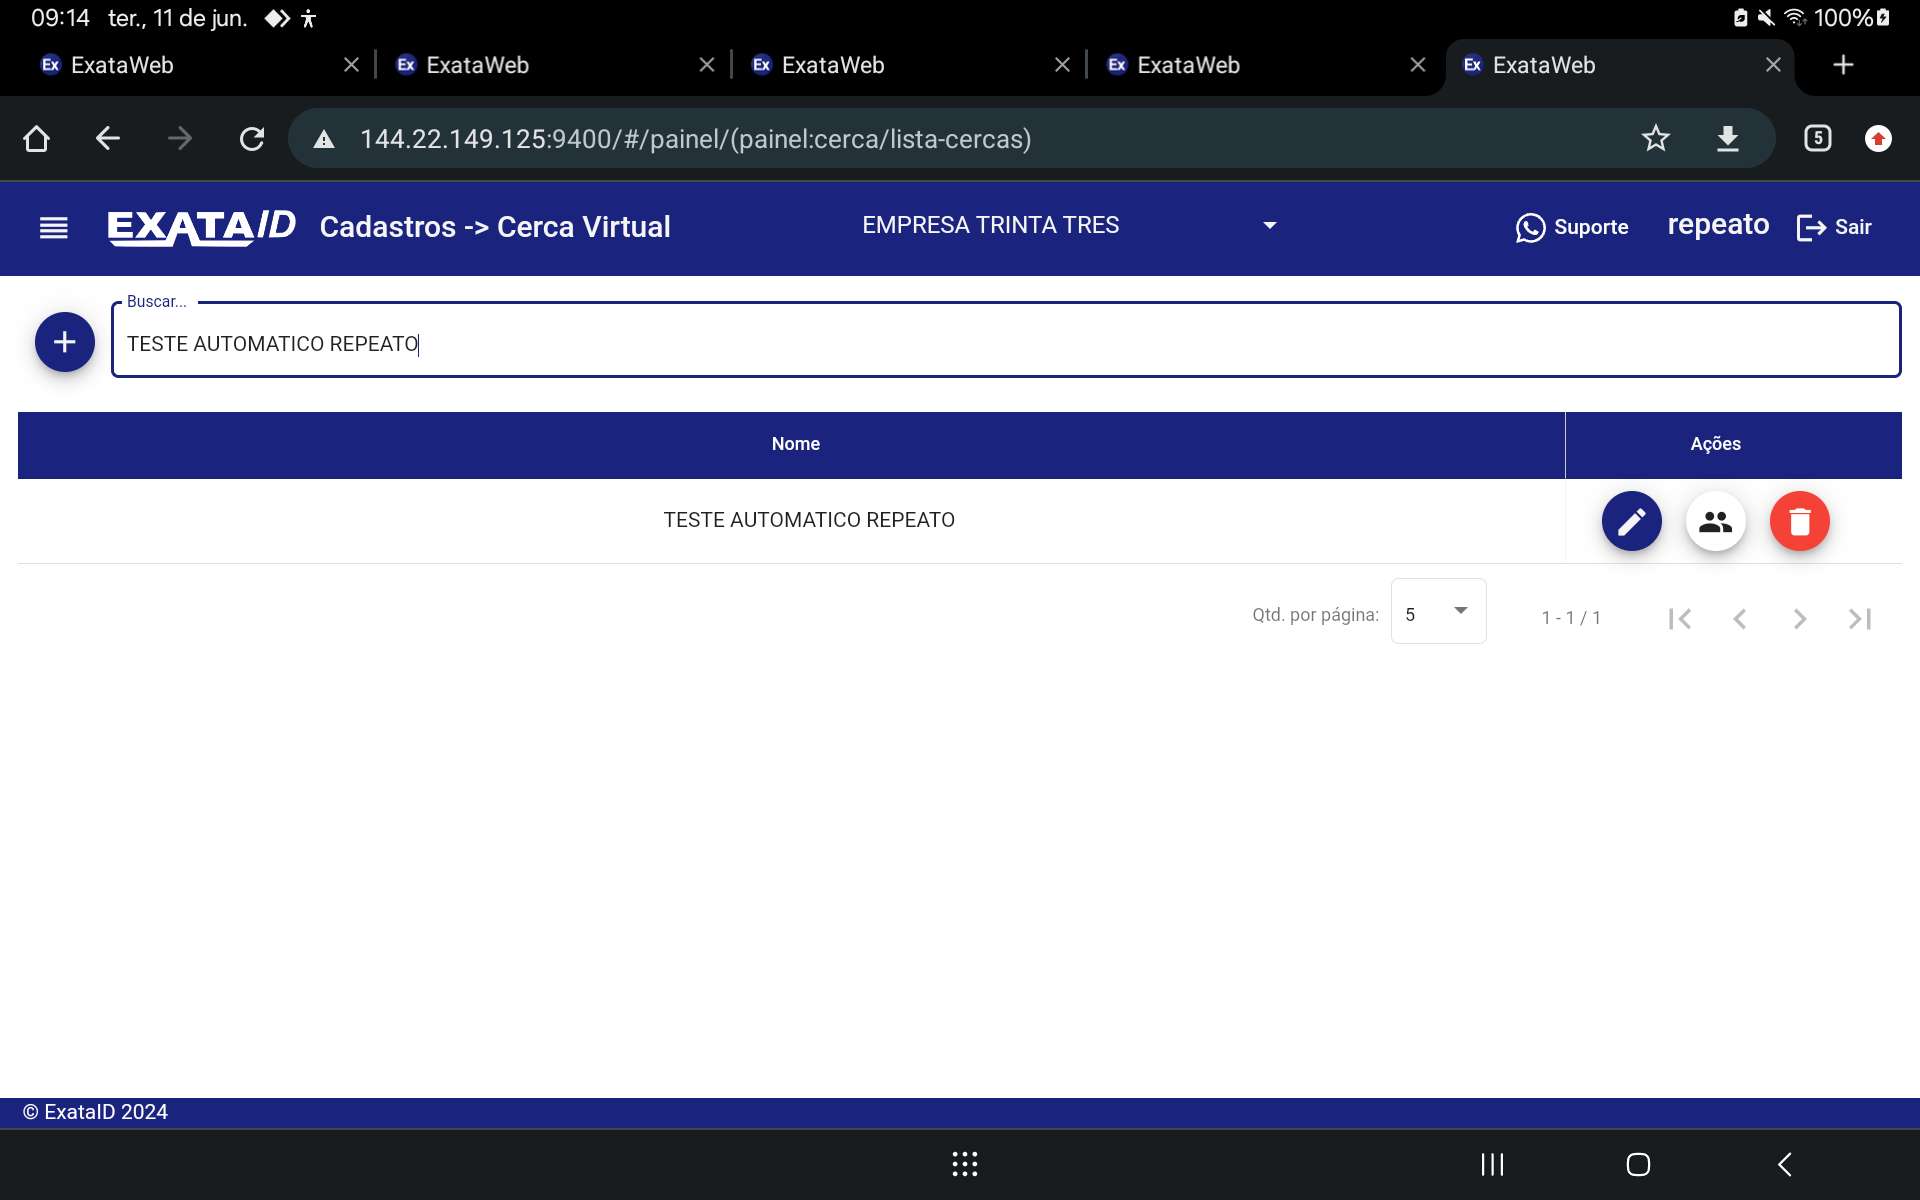 09:14 ter., 11 de jun. 100%
Ex ExataWeb Ex ExataWeb Ex ExataWeb Ex ExataWeb Ex ExataWeb
144.22.149.125:9400/#/painel/(painel:cerca/lista-cercas) 5
EXATA/D Cadastros -> Cerca Virtual EMPRESA TRINTA TRES Suporte repeato Sair
Buscar...
TESTE AUTOMATICO REPEATO
Nome Ações
TESTE AUTOMATICO REPEATO
Qtd. por página: 5 1 - 1 / 1
© ExataID 2024